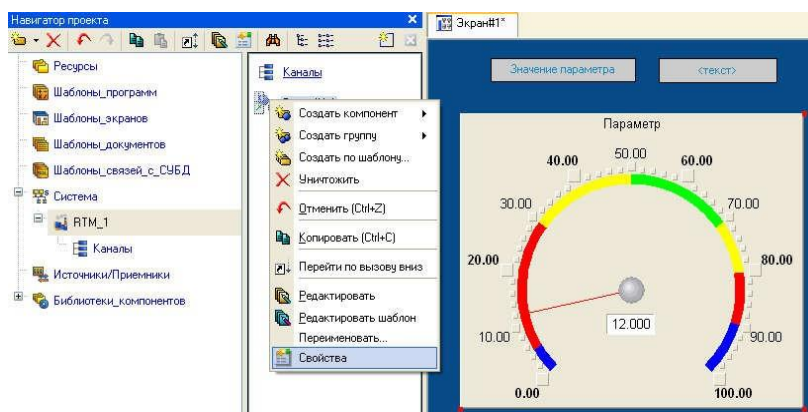 Навигатор проекта
Экран#1*
Ресурсы
Шаблоны_программ
Шаблоны_экранов
Шаблоны_документов
Шаблоны_связей_с_СУБД
Система
RTM_1
Каналы
Источники/Приемники
Библиотеки_компонентов
Каналы
Создать компонент
Создать группу
Создать по шаблону...
Уничтожить
Отменить (Ctrl+Z)
Копировать (Ctrl+C)
Перейти по вызову вниз
Редактировать
Редактировать шаблон
Переименовать...
Свойства
Значение параметра
<текст>
Параметр
0.00
10.00
20.00
30.00
40.00
50.00
60.00
70.00
80.00
90.00
100.00
12.000